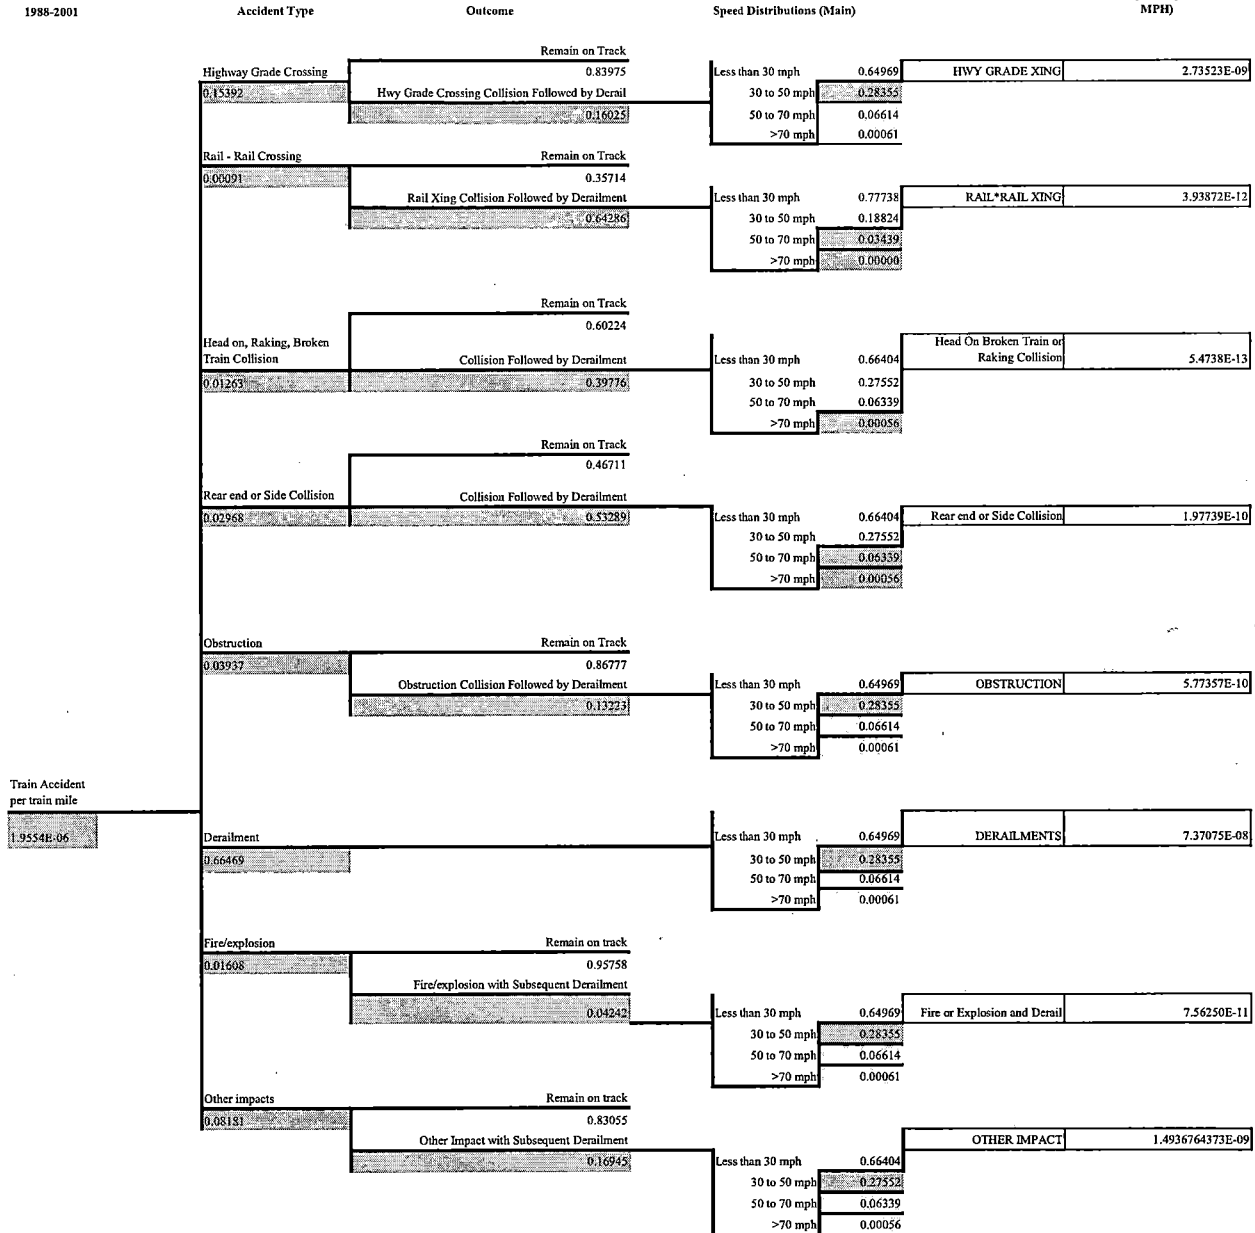 1988-2001 Accident Type Outcome Speed Distributions (Main) MPH)
Remain on Track
Highway Grade Crossing 0.83975 Less than 30 mph 0.64969 HWY GRADE XING 2.73523E-09
0.15392 Hwy Grade Crossing Collision Followed by Derail 30 to 50 mph 0.28355
0.16025 50 to 70 mph 0.06614
>70 mph 0.00061
Rail - Rail Crossing Remain on Track
0.00091 0.35714
Rail Xing Collision Followed by Derailment Less than 30 mph 0.77738 RAIL*RAIL XING 3.93872E-12
0.64286 30 to 50 mph 0.18824
50 to 70 mph 0.03439
>70 mph 0.00000
Remain on Track
0.60224
Head on, Raking, Broken Head On Broken Train or
Train Collision Collision Followed by Derailment Less than 30 mph 0.66404 Raking Collision 5.4738E-13
0.01263 0.39776 30 to 50 mph 0.27552
50 to 70 mph 0.06339
>70 mph 0.00056
Remain on Track
0.46711
Rear end or Side Collision Collision Followed by Derailment
0.02968 0.53289 Less than 30 mph 0.66404 Rear end or Side Collision 1.97739E-10
30 to 50 mph 0.27552
50 to 70 mph 0.06339
>70 mph 0.00056
Obstruction Remain on Track
0.03937 0.86777
Obstruction Collision Followed by Derailment Less than 30 mph 0.64969 OBSTRUCTION 5.77357E-10
0.13223 30 to 50 mph 0.28355
50 to 70 mph 0.06614
>70 mph 0.00061
Train Accident
per train mile
1.9554E-06 Derailment Less than 30 mph 0.64969 DERAILMENTS 7.37075E-08
0.66469 30 to 50 mph 0.28355
50 to 70 mph 0.06614
>70 mph 0.00061
Fire/explosion Remain on track
0.01608 0.95758
Fire/explosion with Subsequent Derailment
0.04242 Less than 30 mph 0.64969 Fire or Explosion and Derail 7.56250E-11
30 to 50 mph 0.28355
50 to 70 mph 0.06614
>70 mph 0.00061
Other impacts Remain on track
0.08181 0.83055
Other Impact with Subsequent Derailment OTHER IMPACT 1.4936764373E-09
0.16945 Less than 30 mph 0.66404
30 to 50 mph 0.27552
50 to 70 mph 0.06339
>70 mph 0.00056